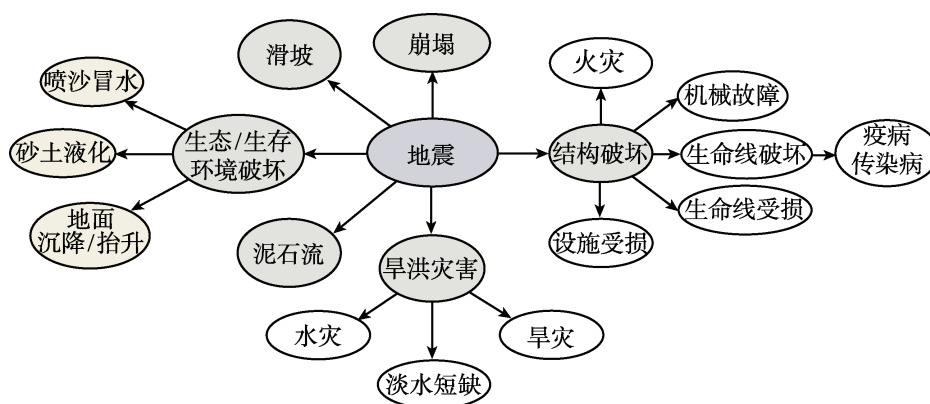 崩塌
滑坡
火灾
喷沙冒水
机械故障
生态/生存
环境破坏
地震
结构破坏
砂土液化
生命线破坏
疫病
传染病
地面
沉降/抬升
生命线受损
泥石流
设施受损
旱洪灾害
水灾
旱灾
淡水短缺